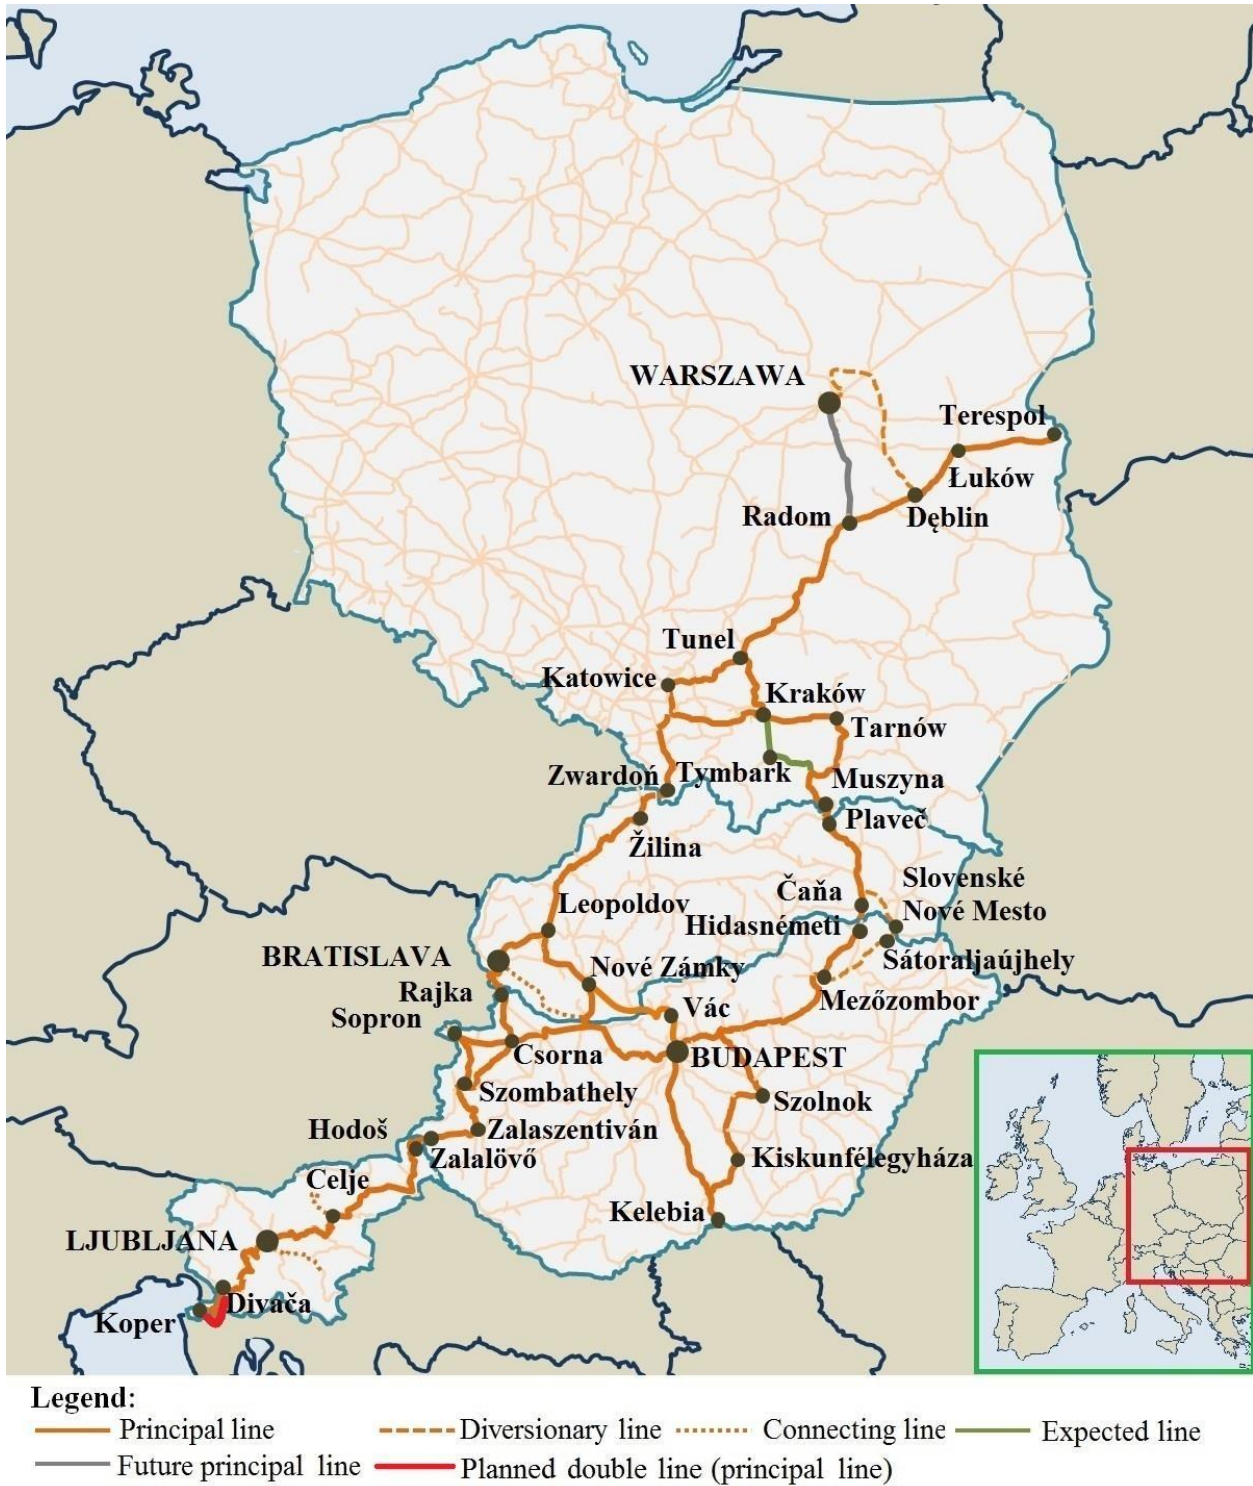 WARSZAWA
Terespol
Łuków
Radom
Dęblin
Tunel
Katowice
Kraków
Tarnów
Zwardoń
Tymbark
Muszyna
Plaveč
Žilina
Čaňa
Slovenské
Nové Mesto
Leopoldov
Hidasnémeti
BRATISLAVA
Nové Zámky
Sátoraljaújhely
Rajka
Mezőzombor
Sopron
Vác
Csorna
BUDAPEST
Szombathely
Szolnok
Hodoš
Zalaszentiván
Zalalövő
Kiskunfélegyháza
Celje
Kelebia
LJUBLJANA
Divača
Koper
Legend:
Principal line
Diversionary line
Connecting line
Expected line
Future principal line
Planned double line (principal line)